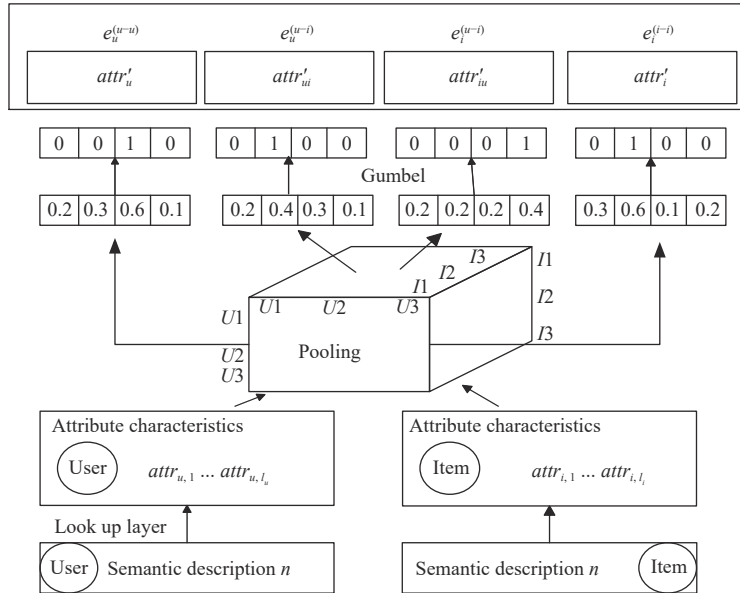 e_u^(u−u) e_u^(u−i) e_i^(u−i) e_i^(i−i)
attr′_u attr′_ui attr′_iu attr′_i
0 0 1 0 0 1 0 0 0 0 0 1 0 1 0 0
Gumbel
0.2 0.3 0.6 0.1 0.2 0.4 0.3 0.1 0.2 0.2 0.2 0.4 0.3 0.6 0.1 0.2
I3 I1
I2
I1 I2
U1 U1 U2 U3
I3
U2 Pooling
U3
Attribute characteristics Attribute characteristics
User attr_u, 1 ... attr_u, l_u Item attr_i, 1 ... attr_i, l_i
Look up layer
User Semantic description n Semantic description n Item